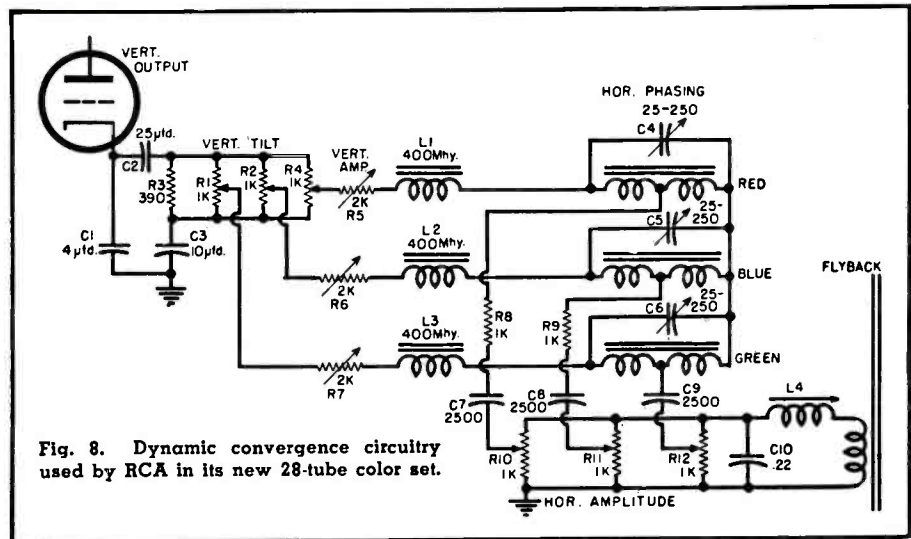 VERT.
OUTPUT
25µfd.
C2
VERT. TILT
R3
390
R1
1K
R2
1K
R4
1K
VERT.
AMP.
2K
R5
L1
400Mhy.
HOR. PHASING
25-250
C4
RED
C1
4µfd.
C3
10µfd.
2K
R6
L2
400Mhy.
C5
25-
250
BLUE
FLYBACK
R8
1K
R9
1K
C6
25-
250
2K
R7
L3
400Mhy.
GREEN
C7
2500
C8
2500
C9
2500
L4
R10
1K
R11
1K
R12
1K
C10
.22
HOR. AMPLITUDE
Fig. 8. Dynamic convergence circuitry
used by RCA in its new 28-tube color set.